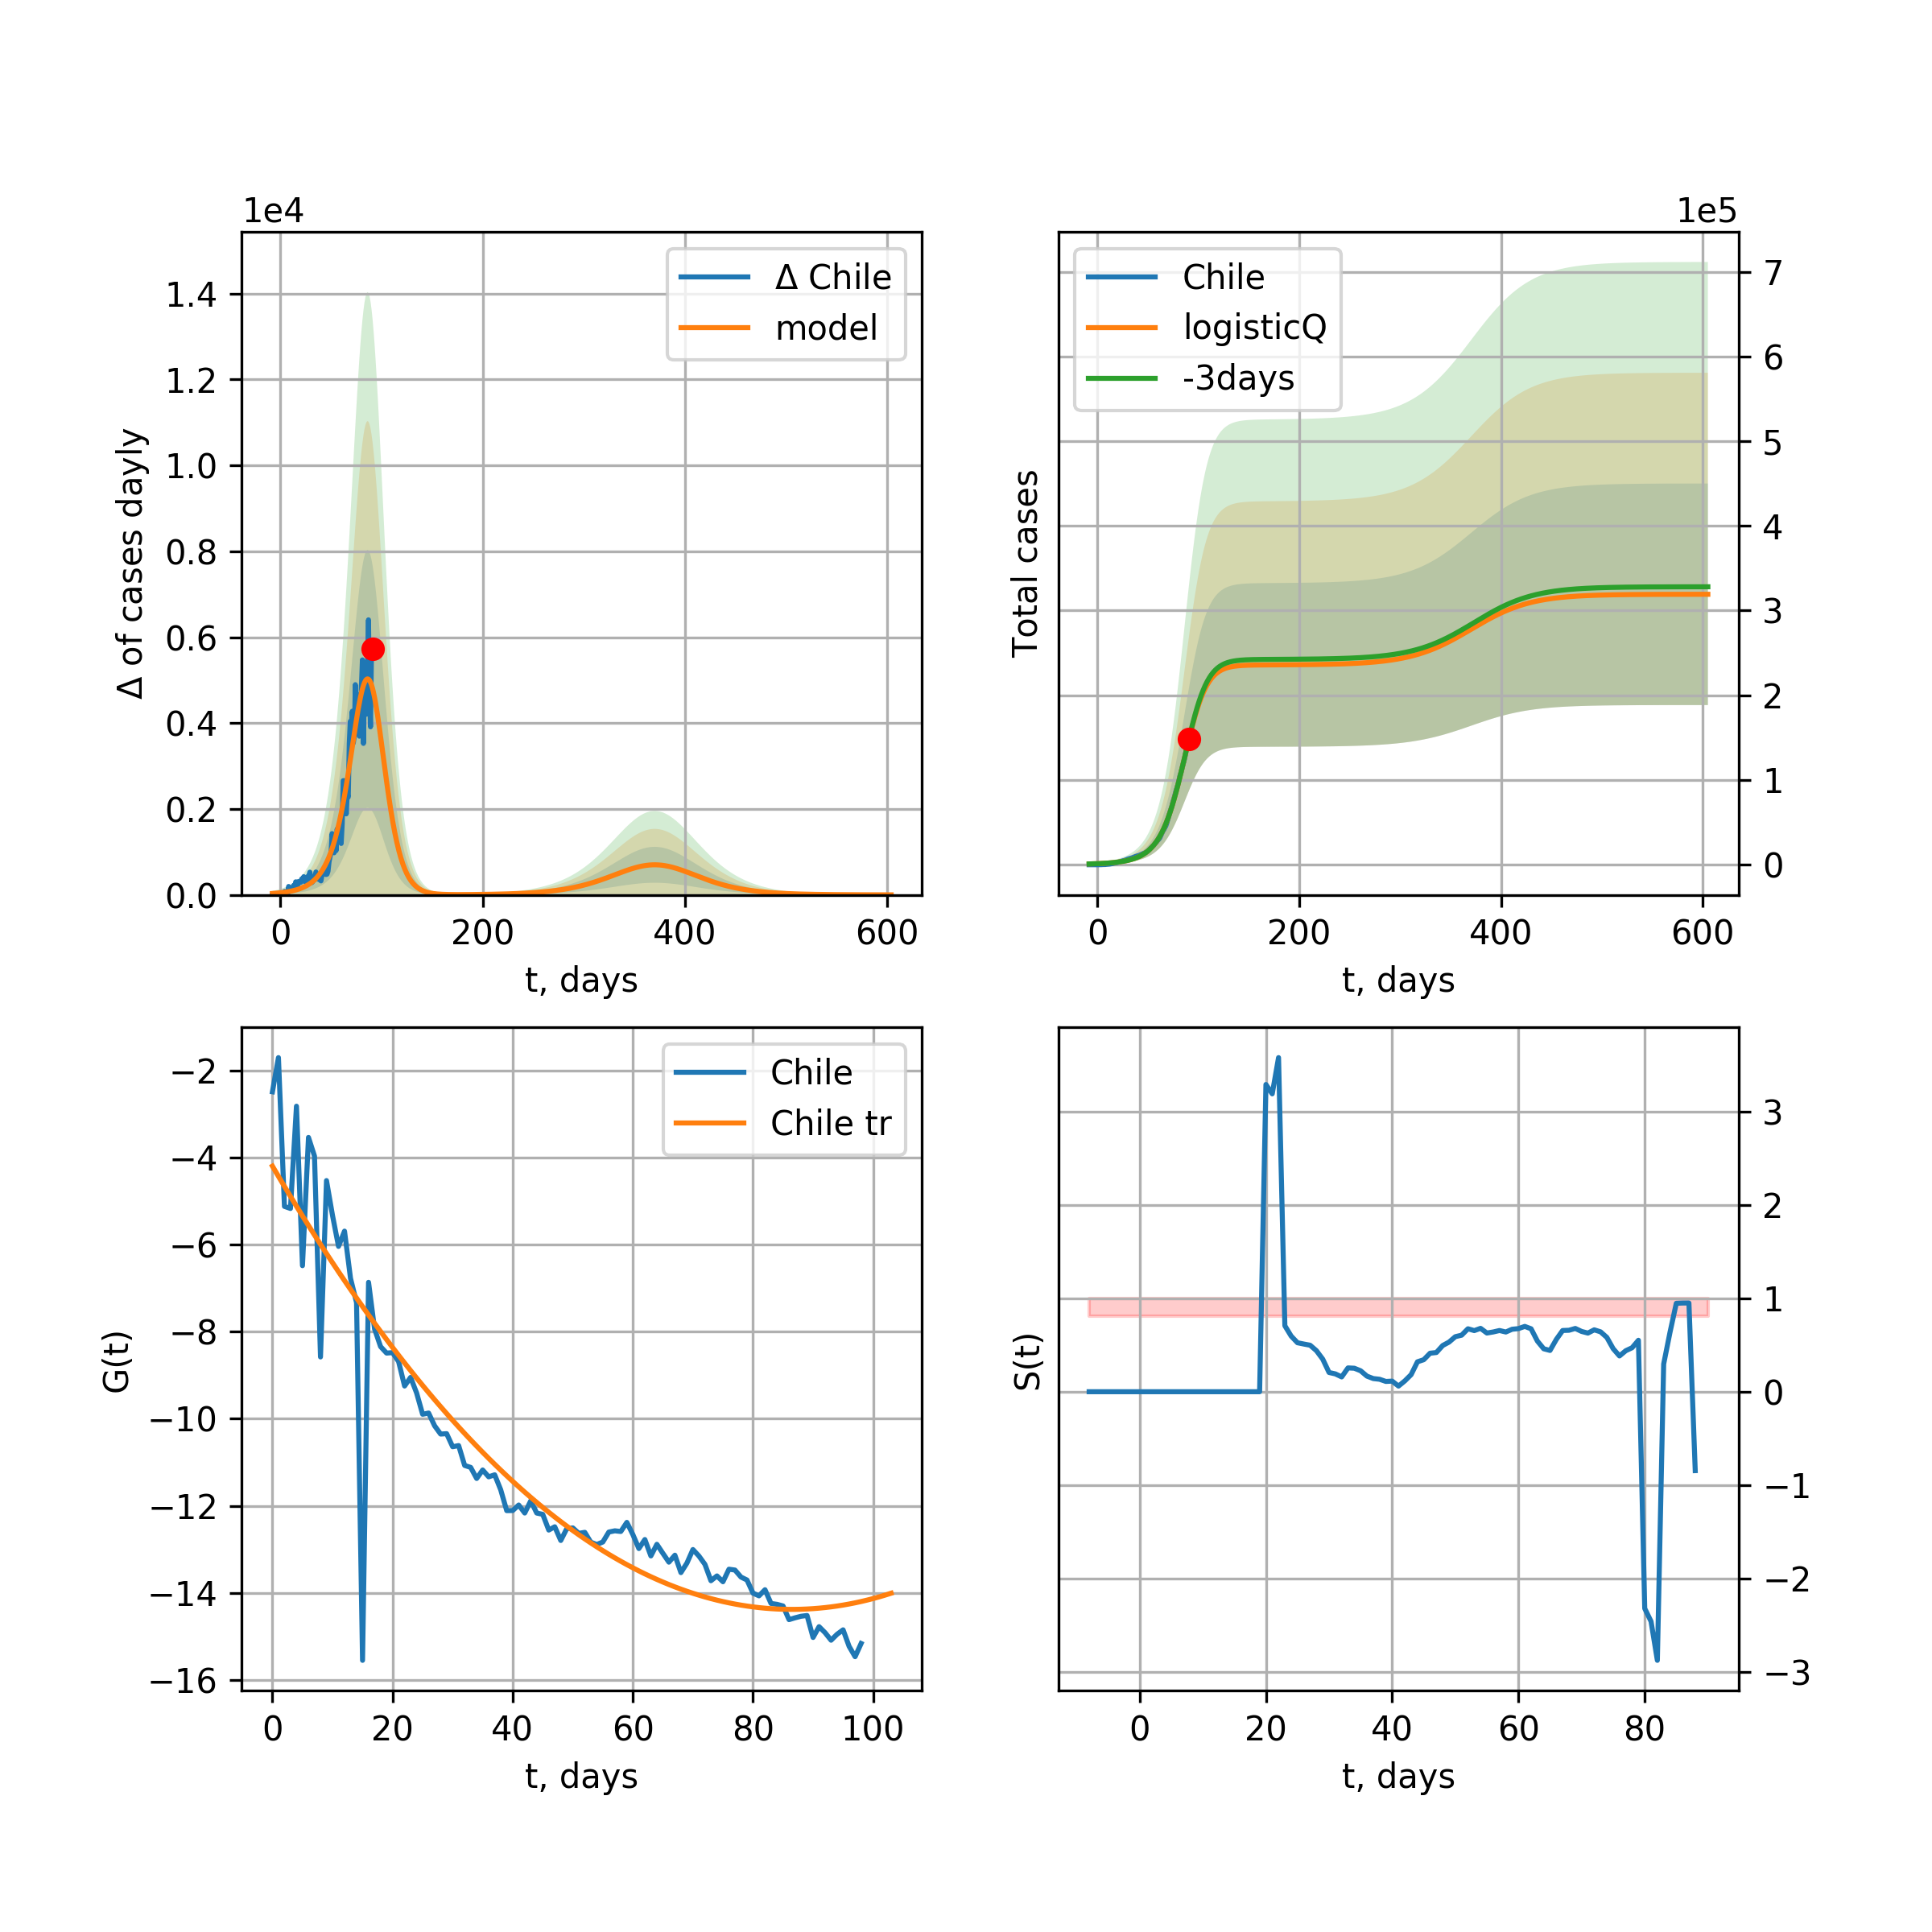 1e4
Δ of cases dayly
1.4
1.2
1.0
0.8
0.6
0.4
0.2
0.0
0 200 400 600
t, days
Δ Chile
model
1e5
Total cases
7
6
5
4
3
2
1
0
0 200 400 600
t, days
Chile
logisticQ
-3days
G(t)
−2
−4
−6
−8
−10
−12
−14
−16
0 20 40 60 80 100
t, days
Chile
Chile tr
S(t)
3
2
1
0
−1
−2
−3
0 20 40 60 80
t, days